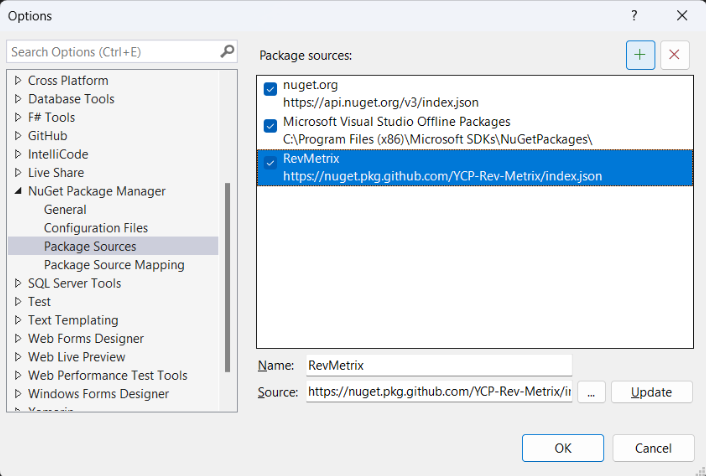 Options
?
Search Options (Ctrl+E)
Cross Platform
Database Tools
F# Tools
GitHub
IntelliCode
Live Share
NuGet Package Manager
General
Configuration Files
Package Sources
Package Source Mapping
SQL Server Tools
Test
Text Templating
Web Forms Designer
Web Live Preview
Web Performance Test Tools
Windows Forms Designer
Xamarin
Package sources:
nuget.org
https://api.nuget.org/v3/index.json
Microsoft Visual Studio Offline Packages
C:\Program Files (x86)\Microsoft SDKs\NuGetPackages\
RevMetrix
https://nuget.pkg.github.com/YCP-Rev-Metrix/index.json
Name: RevMetrix
Source: https://nuget.pkg.github.com/YCP-Rev-Metrix/in ... Update
OK Cancel